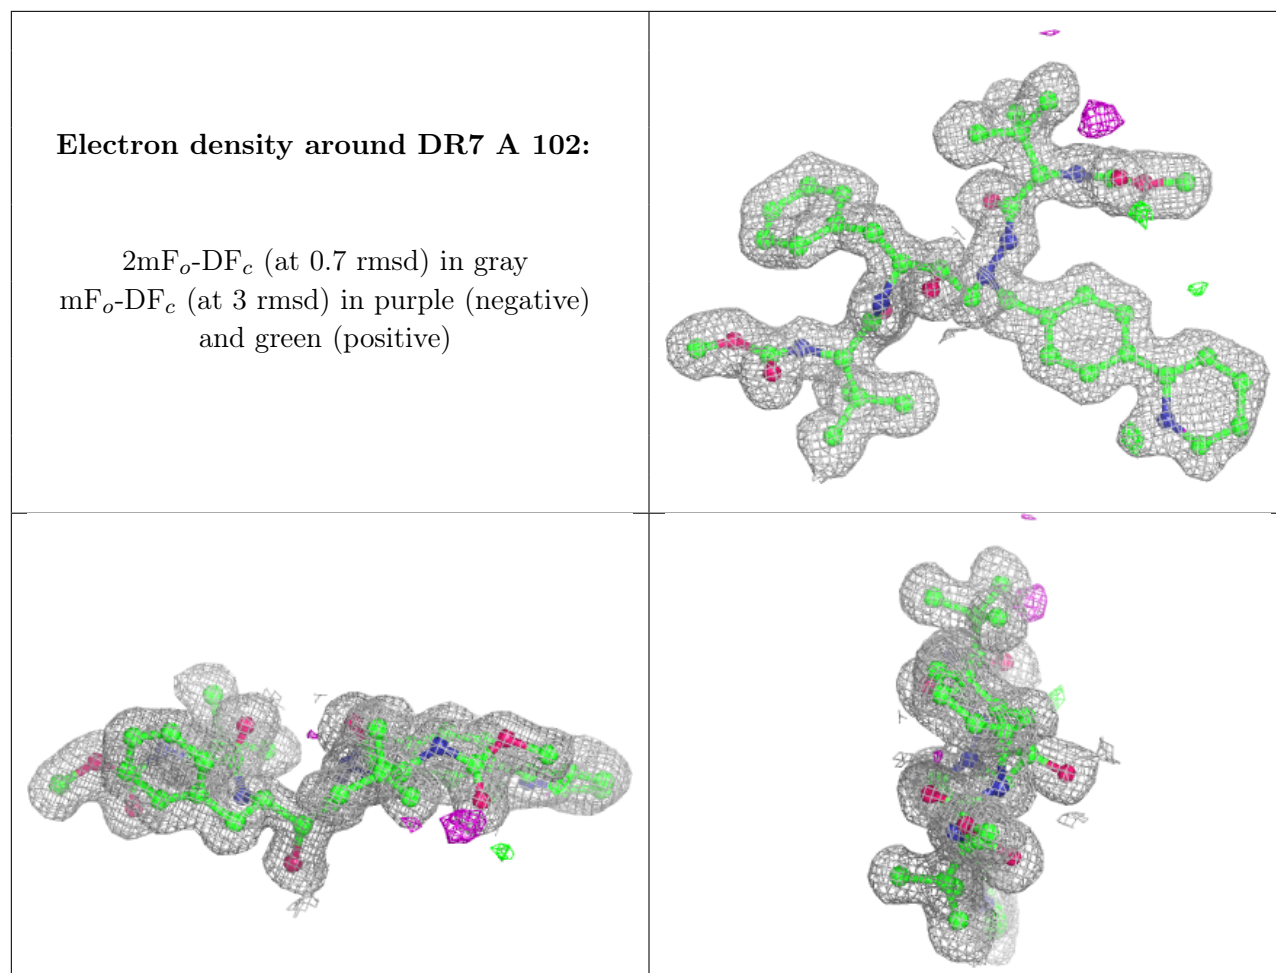 Electron density around DR7 A 102:
2mFo-DFc (at 0.7 rmsd) in gray
mFo-DFc (at 3 rmsd) in purple (negative)
and green (positive)